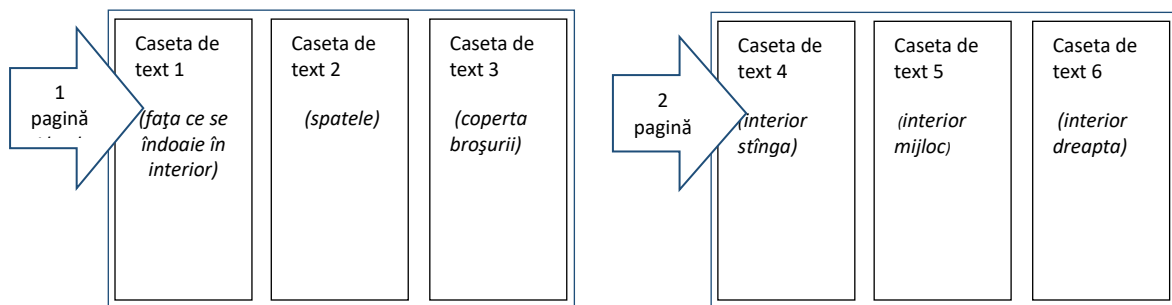 1
pagină
Caseta de
text 1
(faţa ce se
îndoaie în
interior)
Caseta de
text 2
(spatele)
Caseta de
text 3
(coperta
broşurii)
2
pagină
Caseta de
text 4
(interior
stînga)
Caseta de
text 5
(interior
mijloc)
Caseta de
text 6
(interior
dreapta)